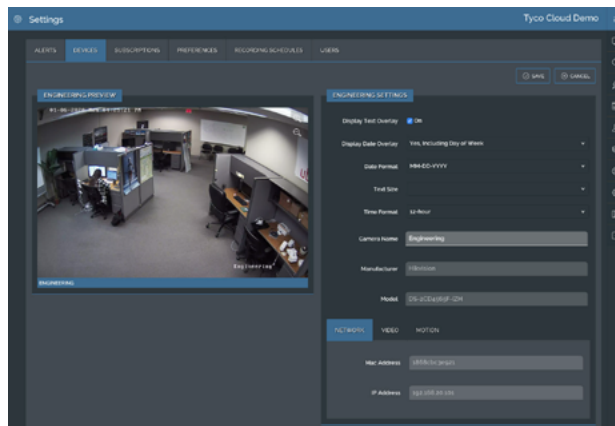 Settings
Tyco Cloud Demo
ALERTS DEVICES SUBSCRIPTIONS PREFERENCES RECORDING SCHEDULES USERS
SAVE CANCEL
ENGINEERING PREVIEW
Engineering
ENGINEERING
ENGINEERING SETTINGS
Display Text Overlay On
Display Date Overlay Yes, Including Day of Week
Date Format MM-DD-YYYY
Text Size
Time Format 12-hour
Camera Name Engineering
Manufacturer Hikvision
Model
NETWORK VIDEO MOTION
Mac Address
IP Address